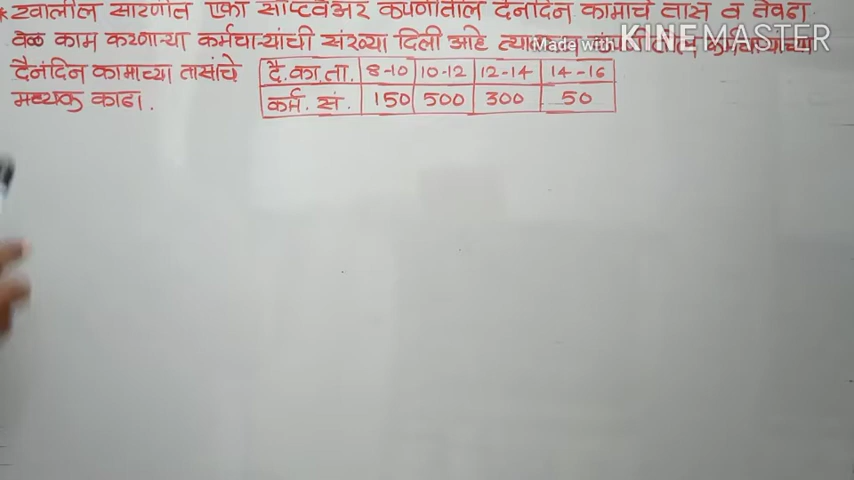 * खालील सारणीत एका सॉफ्टवेअर कंपनीतील दैनंदिन कामाचे तास व तेवढा
वेळ काम करणाऱ्या कर्मचाऱ्यांची संख्या दिली आहे
Made with KINEMASTER
दैनंदिन कामाच्या तासांचे
मध्यक काढा.
दै.का.ता. 8-10 10-12 12-14 14-16
कर्म. सं. 150 500 300 50